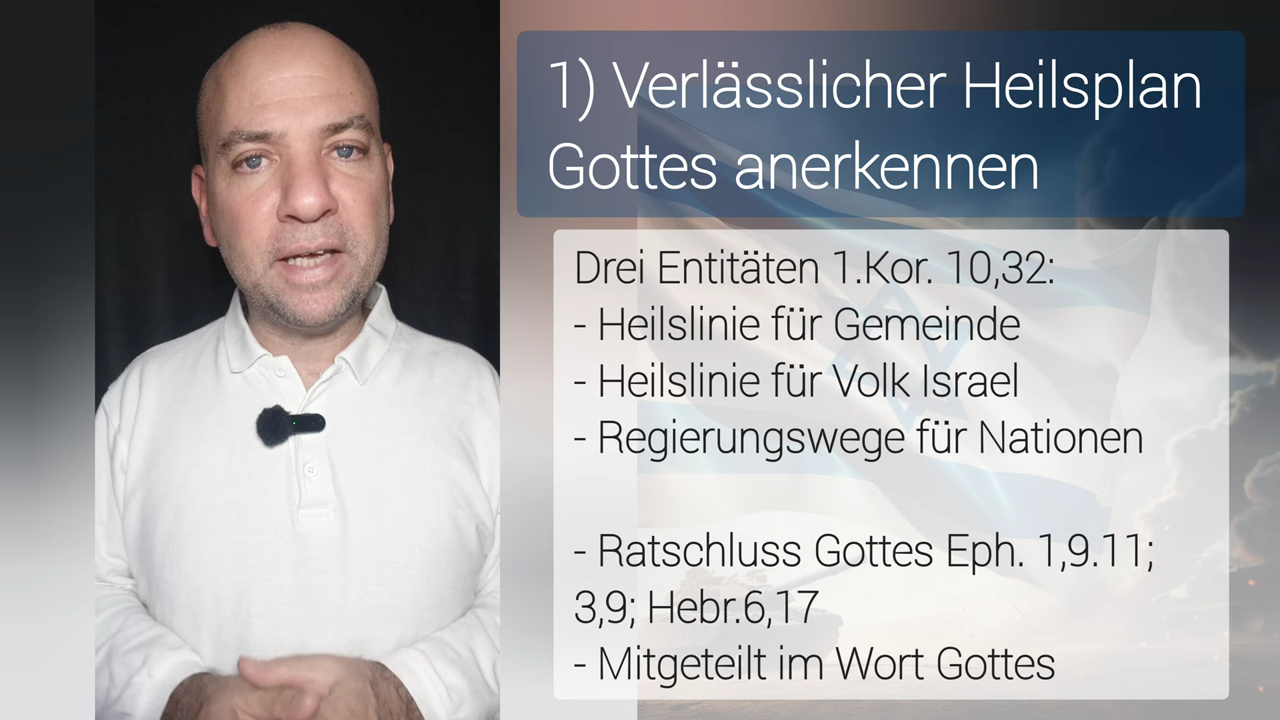 1) Verlässlicher Heilsplan
Gottes anerkennen
Drei Entitäten 1.Kor. 10,32:
- Heilslinie für Gemeinde
- Heilslinie für Volk Israel
- Regierungswege für Nationen
- Ratschluss Gottes Eph. 1,9.11;
3,9; Hebr.6,17
- Mitgeteilt im Wort Gottes